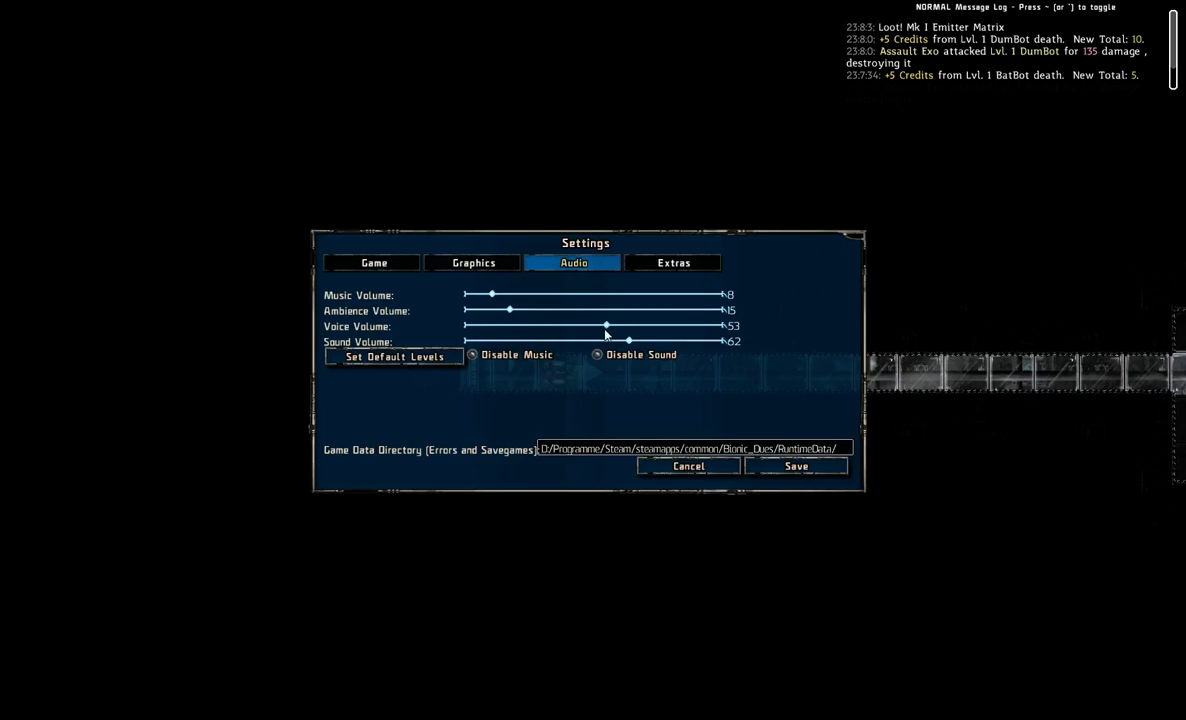 NORMAL Message Log - Press ~ (or `) to toggle
23:8:3: Loot! Mk I Emitter Matrix
23:8:0: +5 Credits from Lvl. 1 DumBot death. New Total: 10.
23:8:0: Assault Exo attacked Lvl. 1 DumBot for 135 damage ,
destroying it
23:7:34: +5 Credits from Lvl. 1 BatBot death. New Total: 5.
Settings
Game Graphics Audio Extras
Music Volume: 8
Ambience Volume: 15
Voice Volume: 53
Sound Volume: 62
Set Default Levels Disable Music Disable Sound
Game Data Directory (Errors and Savegames): D:/Programme/Steam/steamapps/common/Bionic_Dues/RuntimeData/
Cancel Save